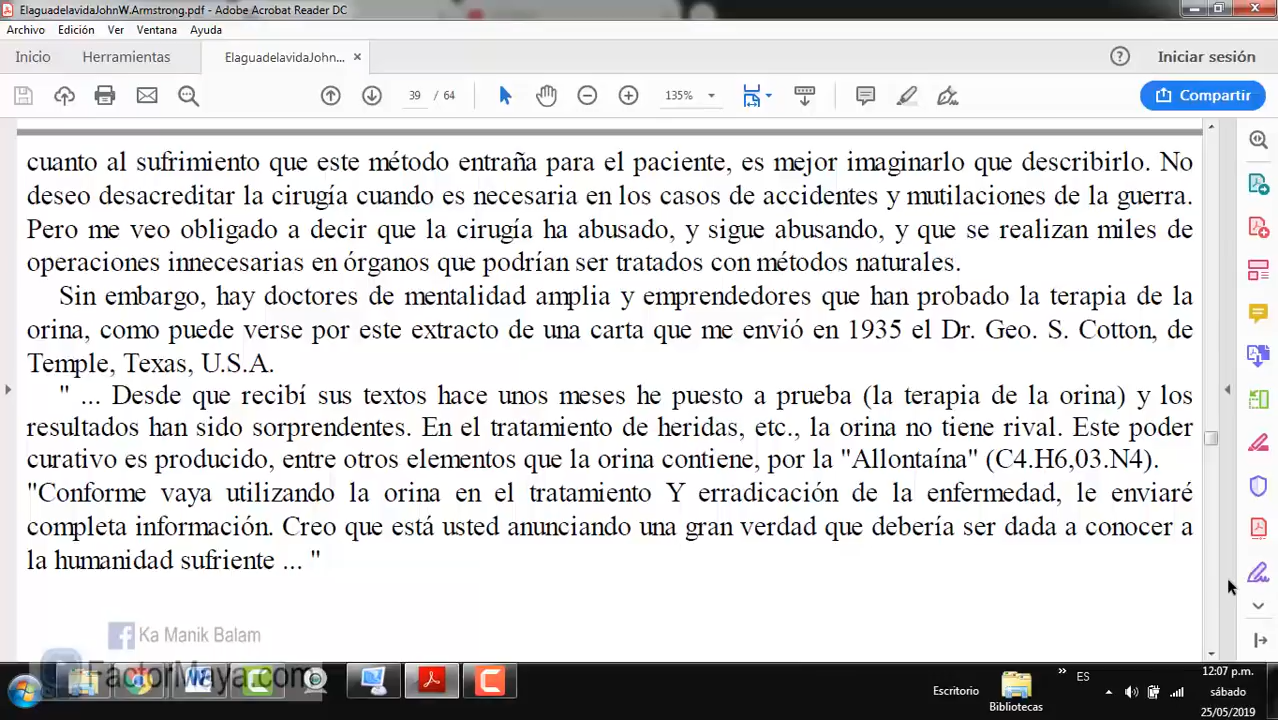 ElaguadelavidaJohnW.Armstrong.pdf - Adobe Acrobat Reader DC
Archivo Edición Ver Ventana Ayuda
Inicio Herramientas ElaguadelavidaJohn... × Iniciar sesión
39 / 64 135% Compartir
cuanto al sufrimiento que este método entraña para el paciente, es mejor imaginarlo que describirlo. No
deseo desacreditar la cirugía cuando es necesaria en los casos de accidentes y mutilaciones de la guerra.
Pero me veo obligado a decir que la cirugía ha abusado, y sigue abusando, y que se realizan miles de
operaciones innecesarias en órganos que podrían ser tratados con métodos naturales.
Sin embargo, hay doctores de mentalidad amplia y emprendedores que han probado la terapia de la
orina, como puede verse por este extracto de una carta que me envió en 1935 el Dr. Geo. S. Cotton, de
Temple, Texas, U.S.A.
" ... Desde que recibí sus textos hace unos meses he puesto a prueba (la terapia de la orina) y los
resultados han sido sorprendentes. En el tratamiento de heridas, etc., la orina no tiene rival. Este poder
curativo es producido, entre otros elementos que la orina contiene, por la "Allontaína" (C4.H6,03.N4).
"Conforme vaya utilizando la orina en el tratamiento Y erradicación de la enfermedad, le enviaré
completa información. Creo que está usted anunciando una gran verdad que debería ser dada a conocer a
la humanidad sufriente ... "
Ka Manik Balam
FactorMaya.com
Escritorio
Bibliotecas
» ES
12:07 p.m.
sábado
25/05/2019